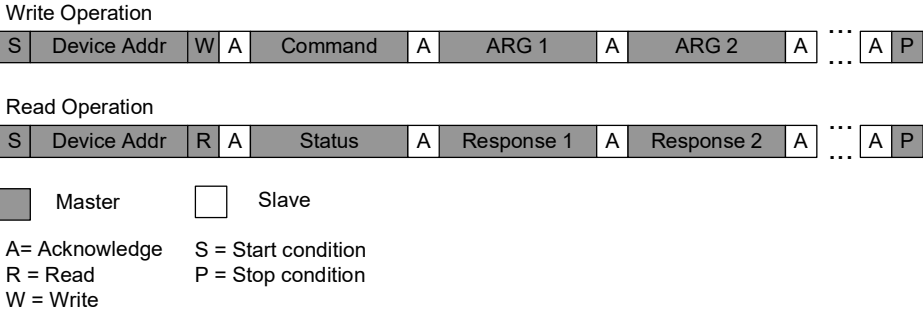 Write Operation
S Device Addr W A Command A ARG 1 A ARG 2 A ... ... A P
Read Operation
S Device Addr R A Status A Response 1 A Response 2 A ... ... A P
Master Slave
A= Acknowledge S = Start condition
R = Read P = Stop condition
W = Write